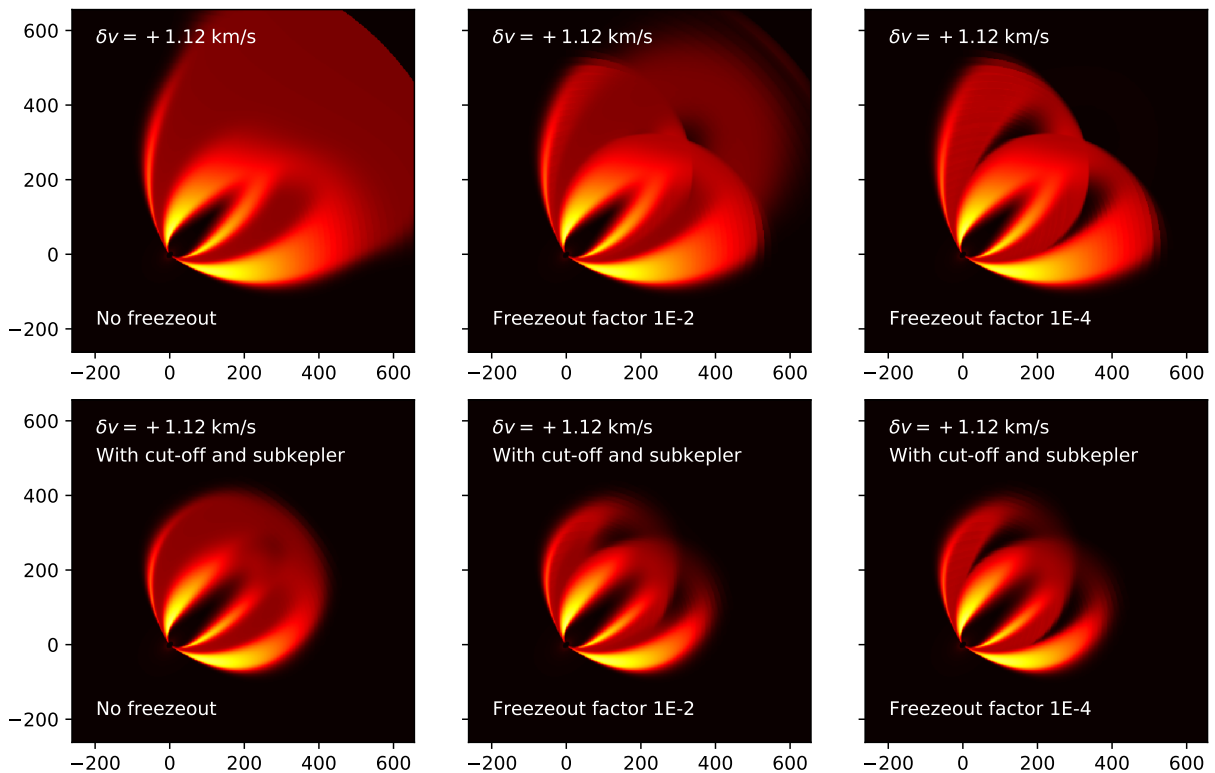 600
400
200
0
−200
δv = +1.12 km/s
No freezeout
−200 0 200 400 600
δv = +1.12 km/s
Freezeout factor 1E-2
−200 0 200 400 600
δv = +1.12 km/s
Freezeout factor 1E-4
−200 0 200 400 600
600
400
200
0
−200
δv = +1.12 km/s
With cut-off and subkepler
No freezeout
−200 0 200 400 600
δv = +1.12 km/s
With cut-off and subkepler
Freezeout factor 1E-2
−200 0 200 400 600
δv = +1.12 km/s
With cut-off and subkepler
Freezeout factor 1E-4
−200 0 200 400 600